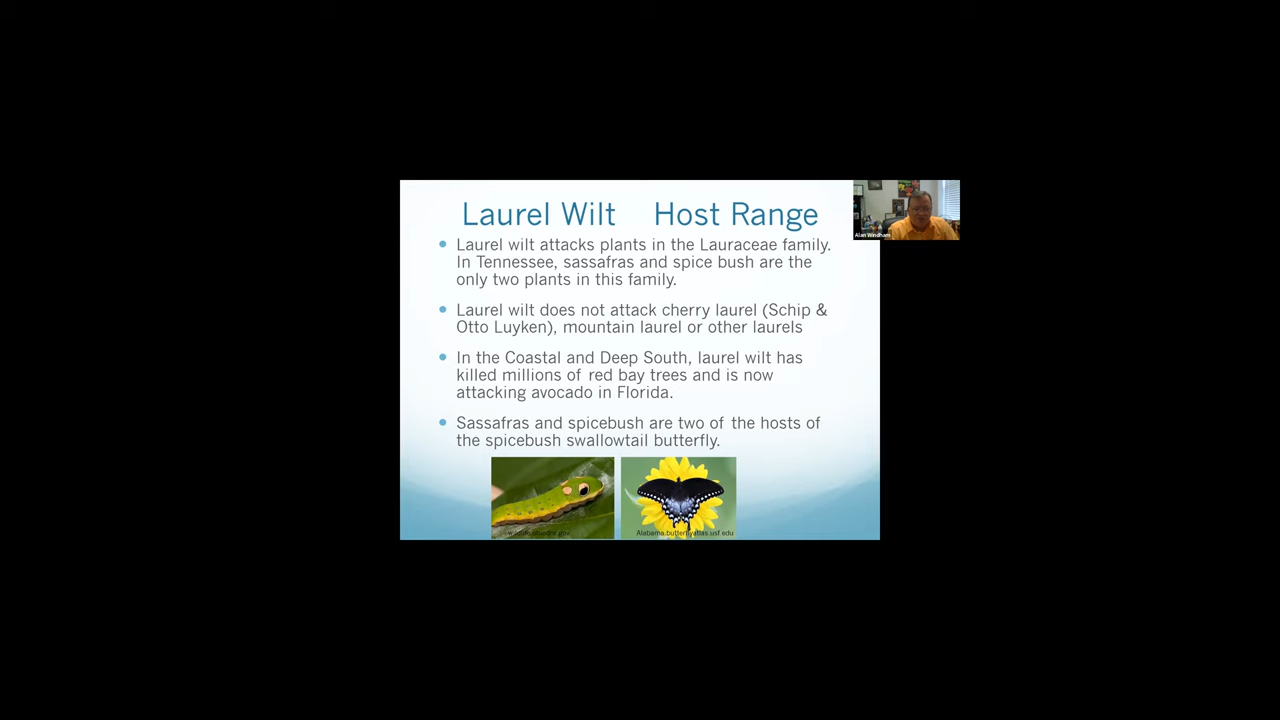 Laurel Wilt Host Range
Alan Windham
Laurel wilt attacks plants in the Lauraceae family.
In Tennessee, sassafras and spice bush are the
only two plants in this family.
Laurel wilt does not attack cherry laurel (Schip &
Otto Luyken), mountain laurel or other laurels
In the Coastal and Deep South, laurel wilt has
killed millions of red bay trees and is now
attacking avocado in Florida.
Sassafras and spicebush are two of the hosts of
the spicebush swallowtail butterfly.
Alabama.butterflyatlas.usf.edu